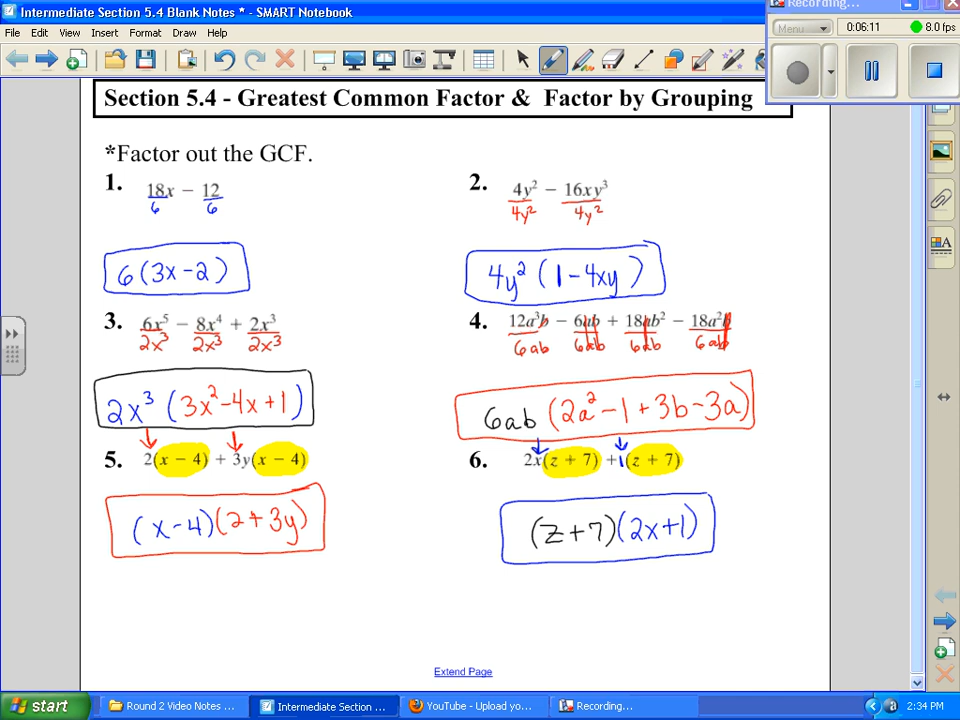 Intermediate Section 5.4 Blank Notes * - SMART Notebook
Recording...
File Edit View Insert Format Draw Help
Menu 00:06:11 8.0 fps
Section 5.4 - Greatest Common Factor & Factor by Grouping
*Factor out the GCF.
1. 18x − 12
6 6
6(3x−2)
2. 4y² − 16xy³
4y² 4y²
4y² (1−4xy)
3. 6x⁵ − 8x⁴ + 2x³
2x³ 2x³ 2x³
2x³ (3x²−4x+1)
4. 12a³b − 6ab + 18ab² − 18a²b
6ab 6ab 6ab 6ab
6ab (2a²−1+3b−3a)
5. 2(x − 4) + 3y(x − 4)
(x−4)(2+3y)
6. 2x(z + 7) + 1(z + 7)
(z+7)(2x+1)
Extend Page
start Round 2 Video Notes ... Intermediate Section ... YouTube - Upload yo... Recording... 2:34 PM